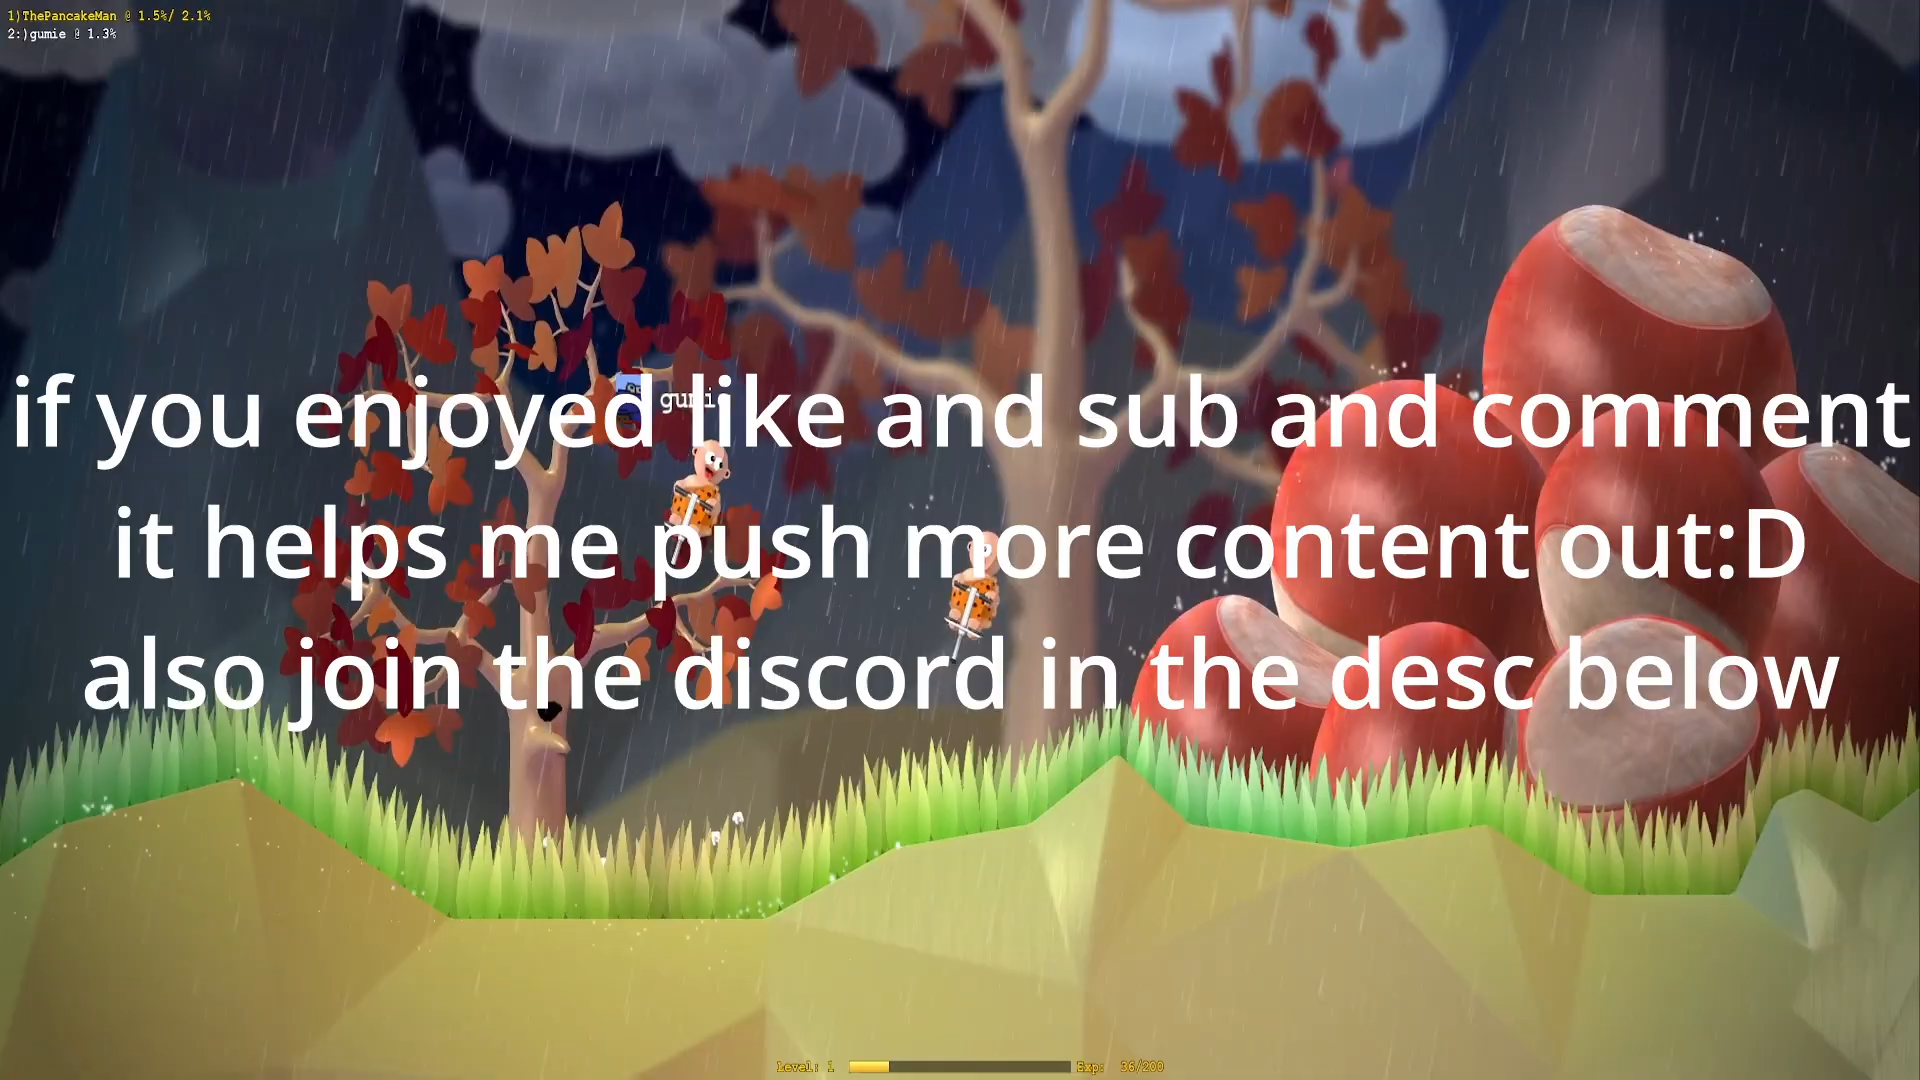 1)ThePancakeMan @ 1.5%/ 2.1%
2:)gumie @ 1.3%
if you enjoyed like and sub and comment
it helps me push more content out:D
also join the discord in the desc below
Level: 1 Exp: 36/200